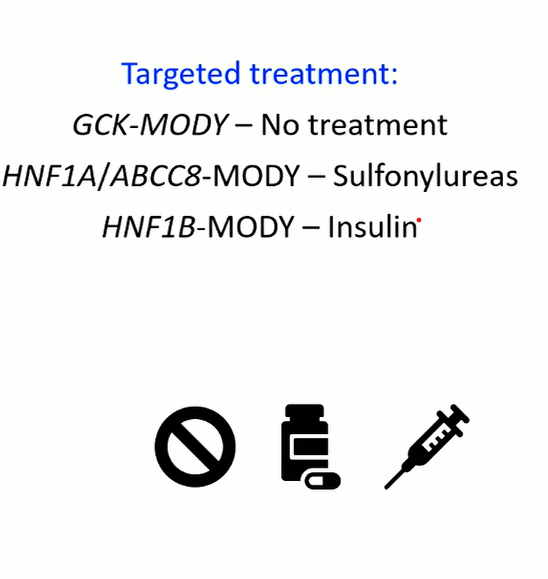 Targeted treatment:
GCK-MODY – No treatment
HNF1A/ABCC8-MODY – Sulfonylureas
HNF1B-MODY – Insulin